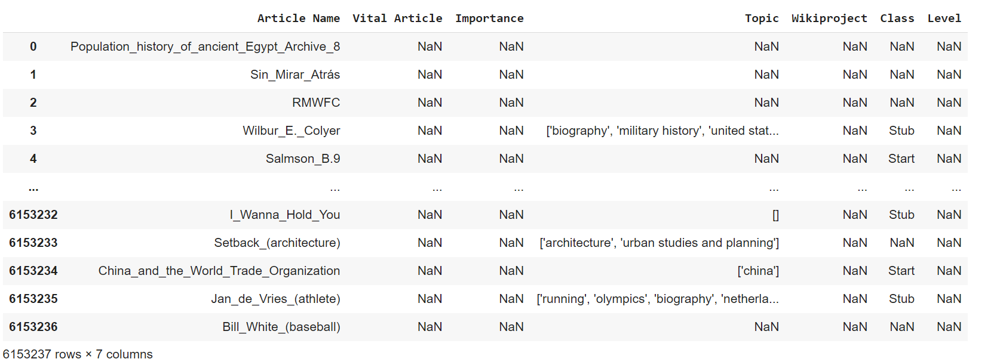 Article Name Vital Article Importance Topic Wikiproject Class Level
0 Population_history_of_ancient_Egypt_Archive_8 NaN NaN NaN NaN NaN NaN
1 Sin_Mirar_Atrás NaN NaN NaN NaN NaN NaN
2 RMWFC NaN NaN NaN NaN NaN NaN
3 Wilbur_E._Colyer NaN NaN ['biography', 'military history', 'united stat... NaN Stub NaN
4 Salmson_B.9 NaN NaN NaN NaN Start NaN
... ... ... ... ... ... ... ...
6153232 I_Wanna_Hold_You NaN NaN [] NaN Stub NaN
6153233 Setback_(architecture) NaN NaN ['architecture', 'urban studies and planning'] NaN NaN NaN
6153234 China_and_the_World_Trade_Organization NaN NaN ['china'] NaN Start NaN
6153235 Jan_de_Vries_(athlete) NaN NaN ['running', 'olympics', 'biography', 'netherla... NaN Stub NaN
6153236 Bill_White_(baseball) NaN NaN NaN NaN NaN NaN
6153237 rows × 7 columns